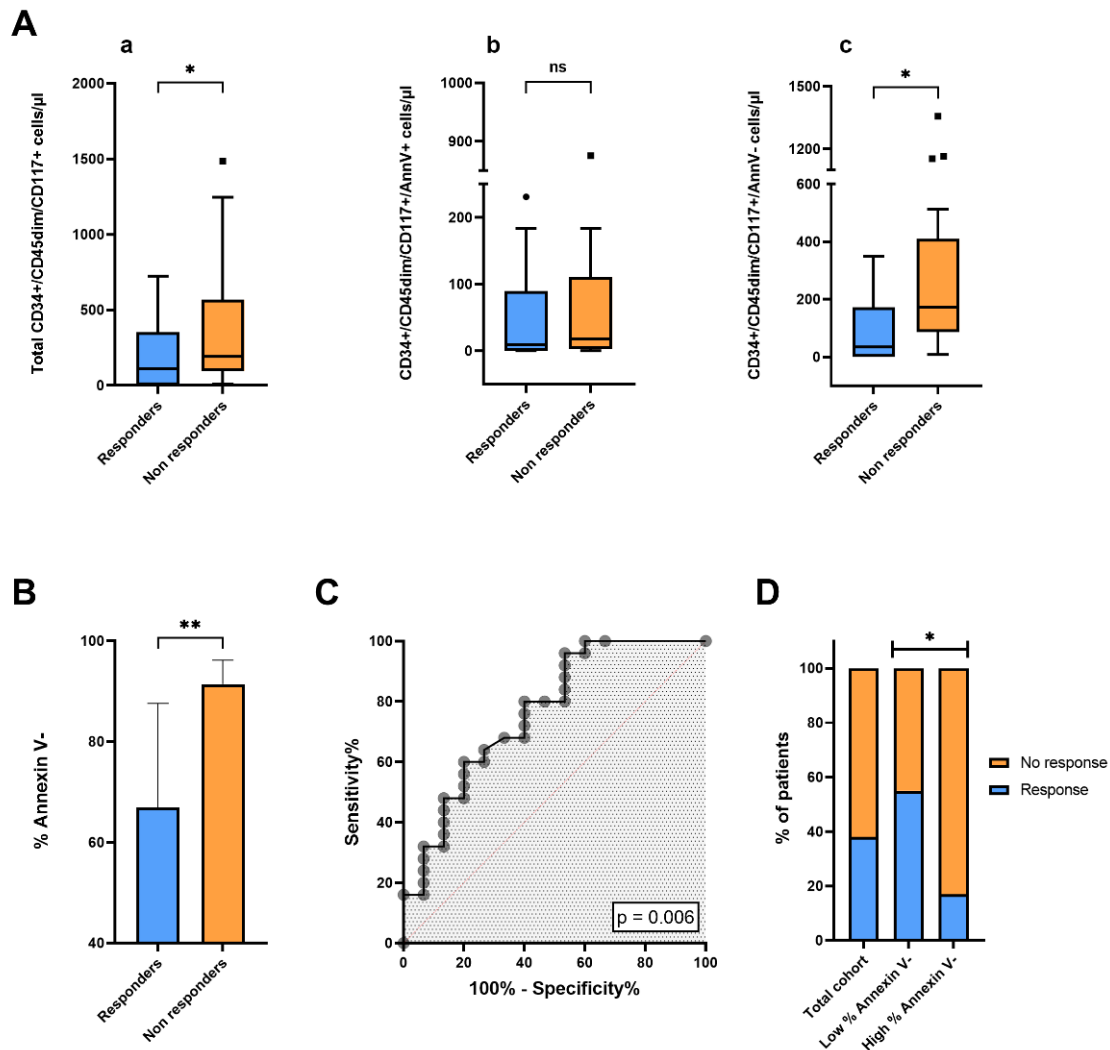 A
a
b
c
Total CD34+/CD45dim/CD117+ cells/µl
2000
1500
1000
500
0
*
Responders
Non responders
CD34+/CD45dim/CD117+/AnnV+ cells/µl
1000
900
200
100
0
ns
Responders
Non responders
CD34+/CD45dim/CD117+/AnnV- cells/µl
1500
1200
600
400
200
0
*
Responders
Non responders
B
% Annexin V-
100
80
60
40
**
Responders
Non responders
C
Sensitivity%
100
80
60
40
20
0
p = 0.006
0
20
40
60
80
100
100% - Specificity%
D
% of patients
100
80
60
40
20
0
*
Total cohort
Low % Annexin V-
High % Annexin V-
No response
Response